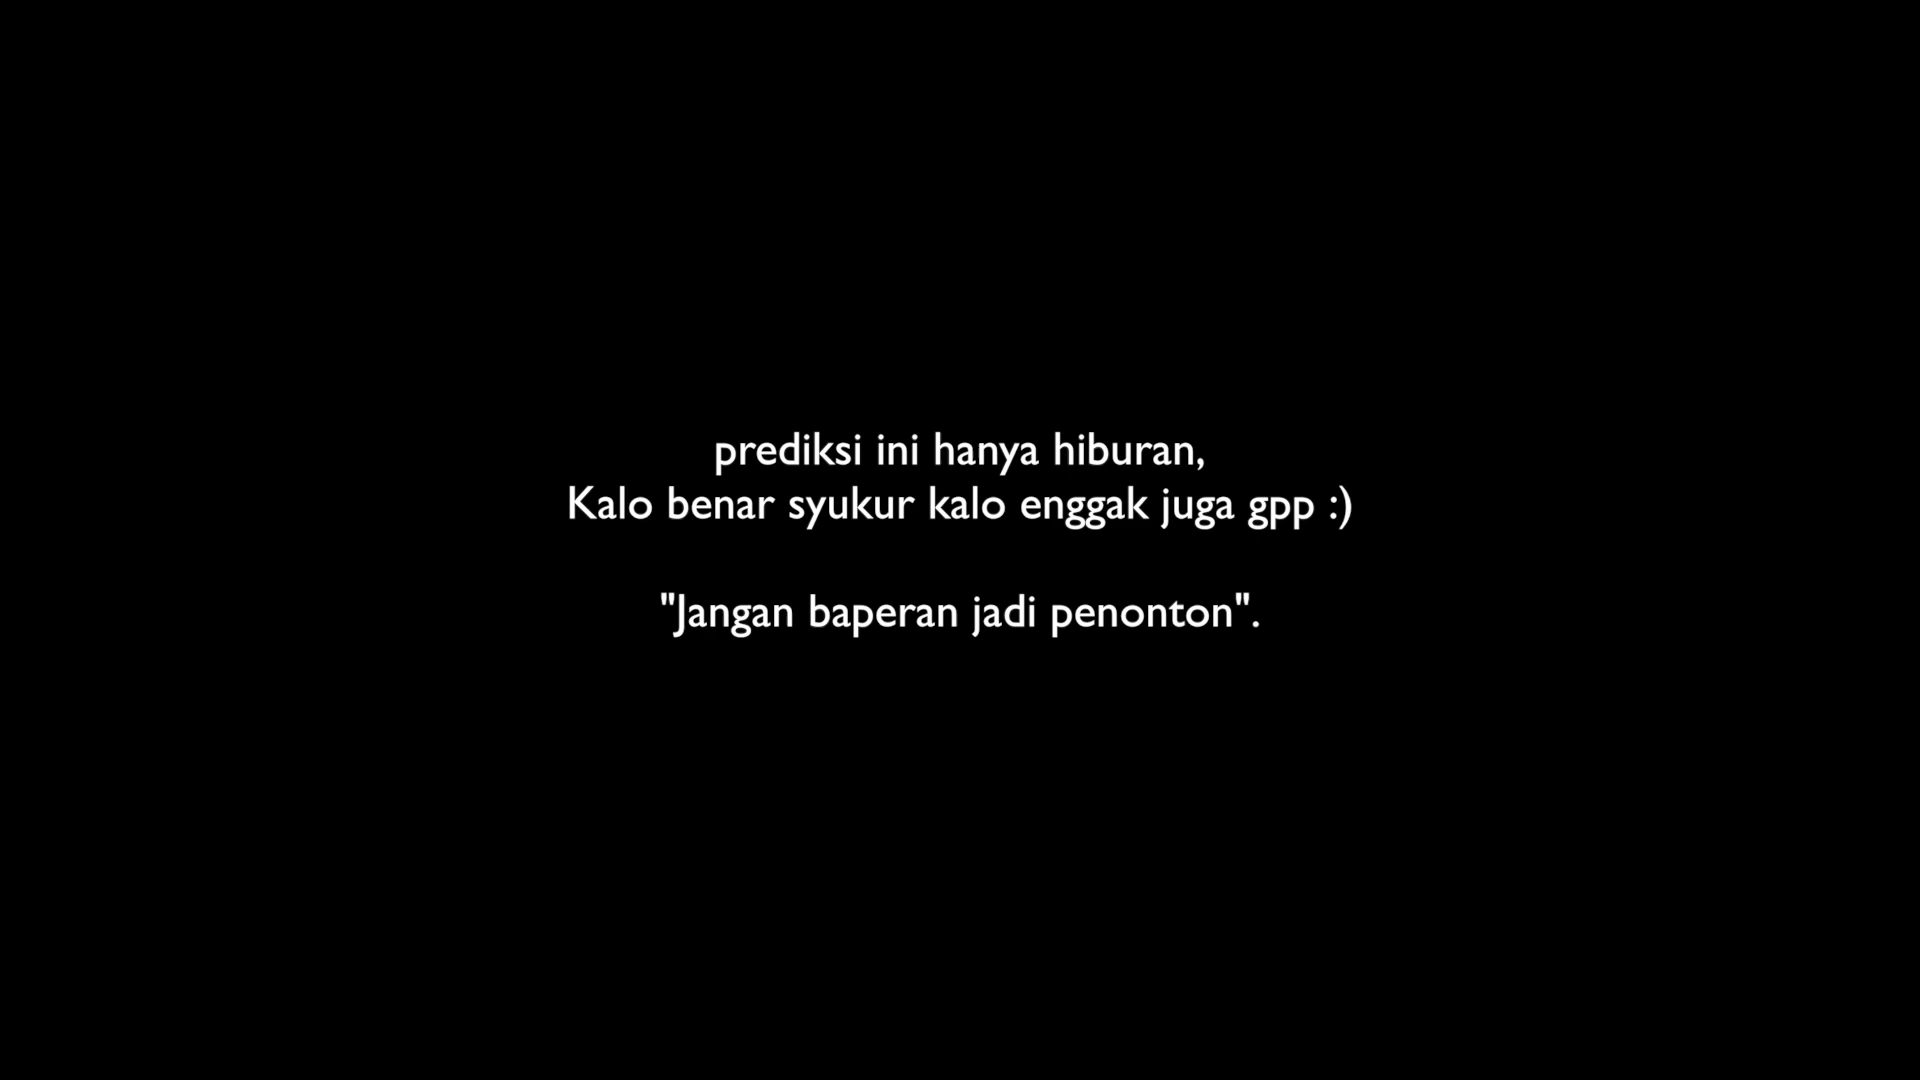 prediksi ini hanya hiburan,
Kalo benar syukur kalo enggak juga gpp :)
"Jangan baperan jadi penonton".